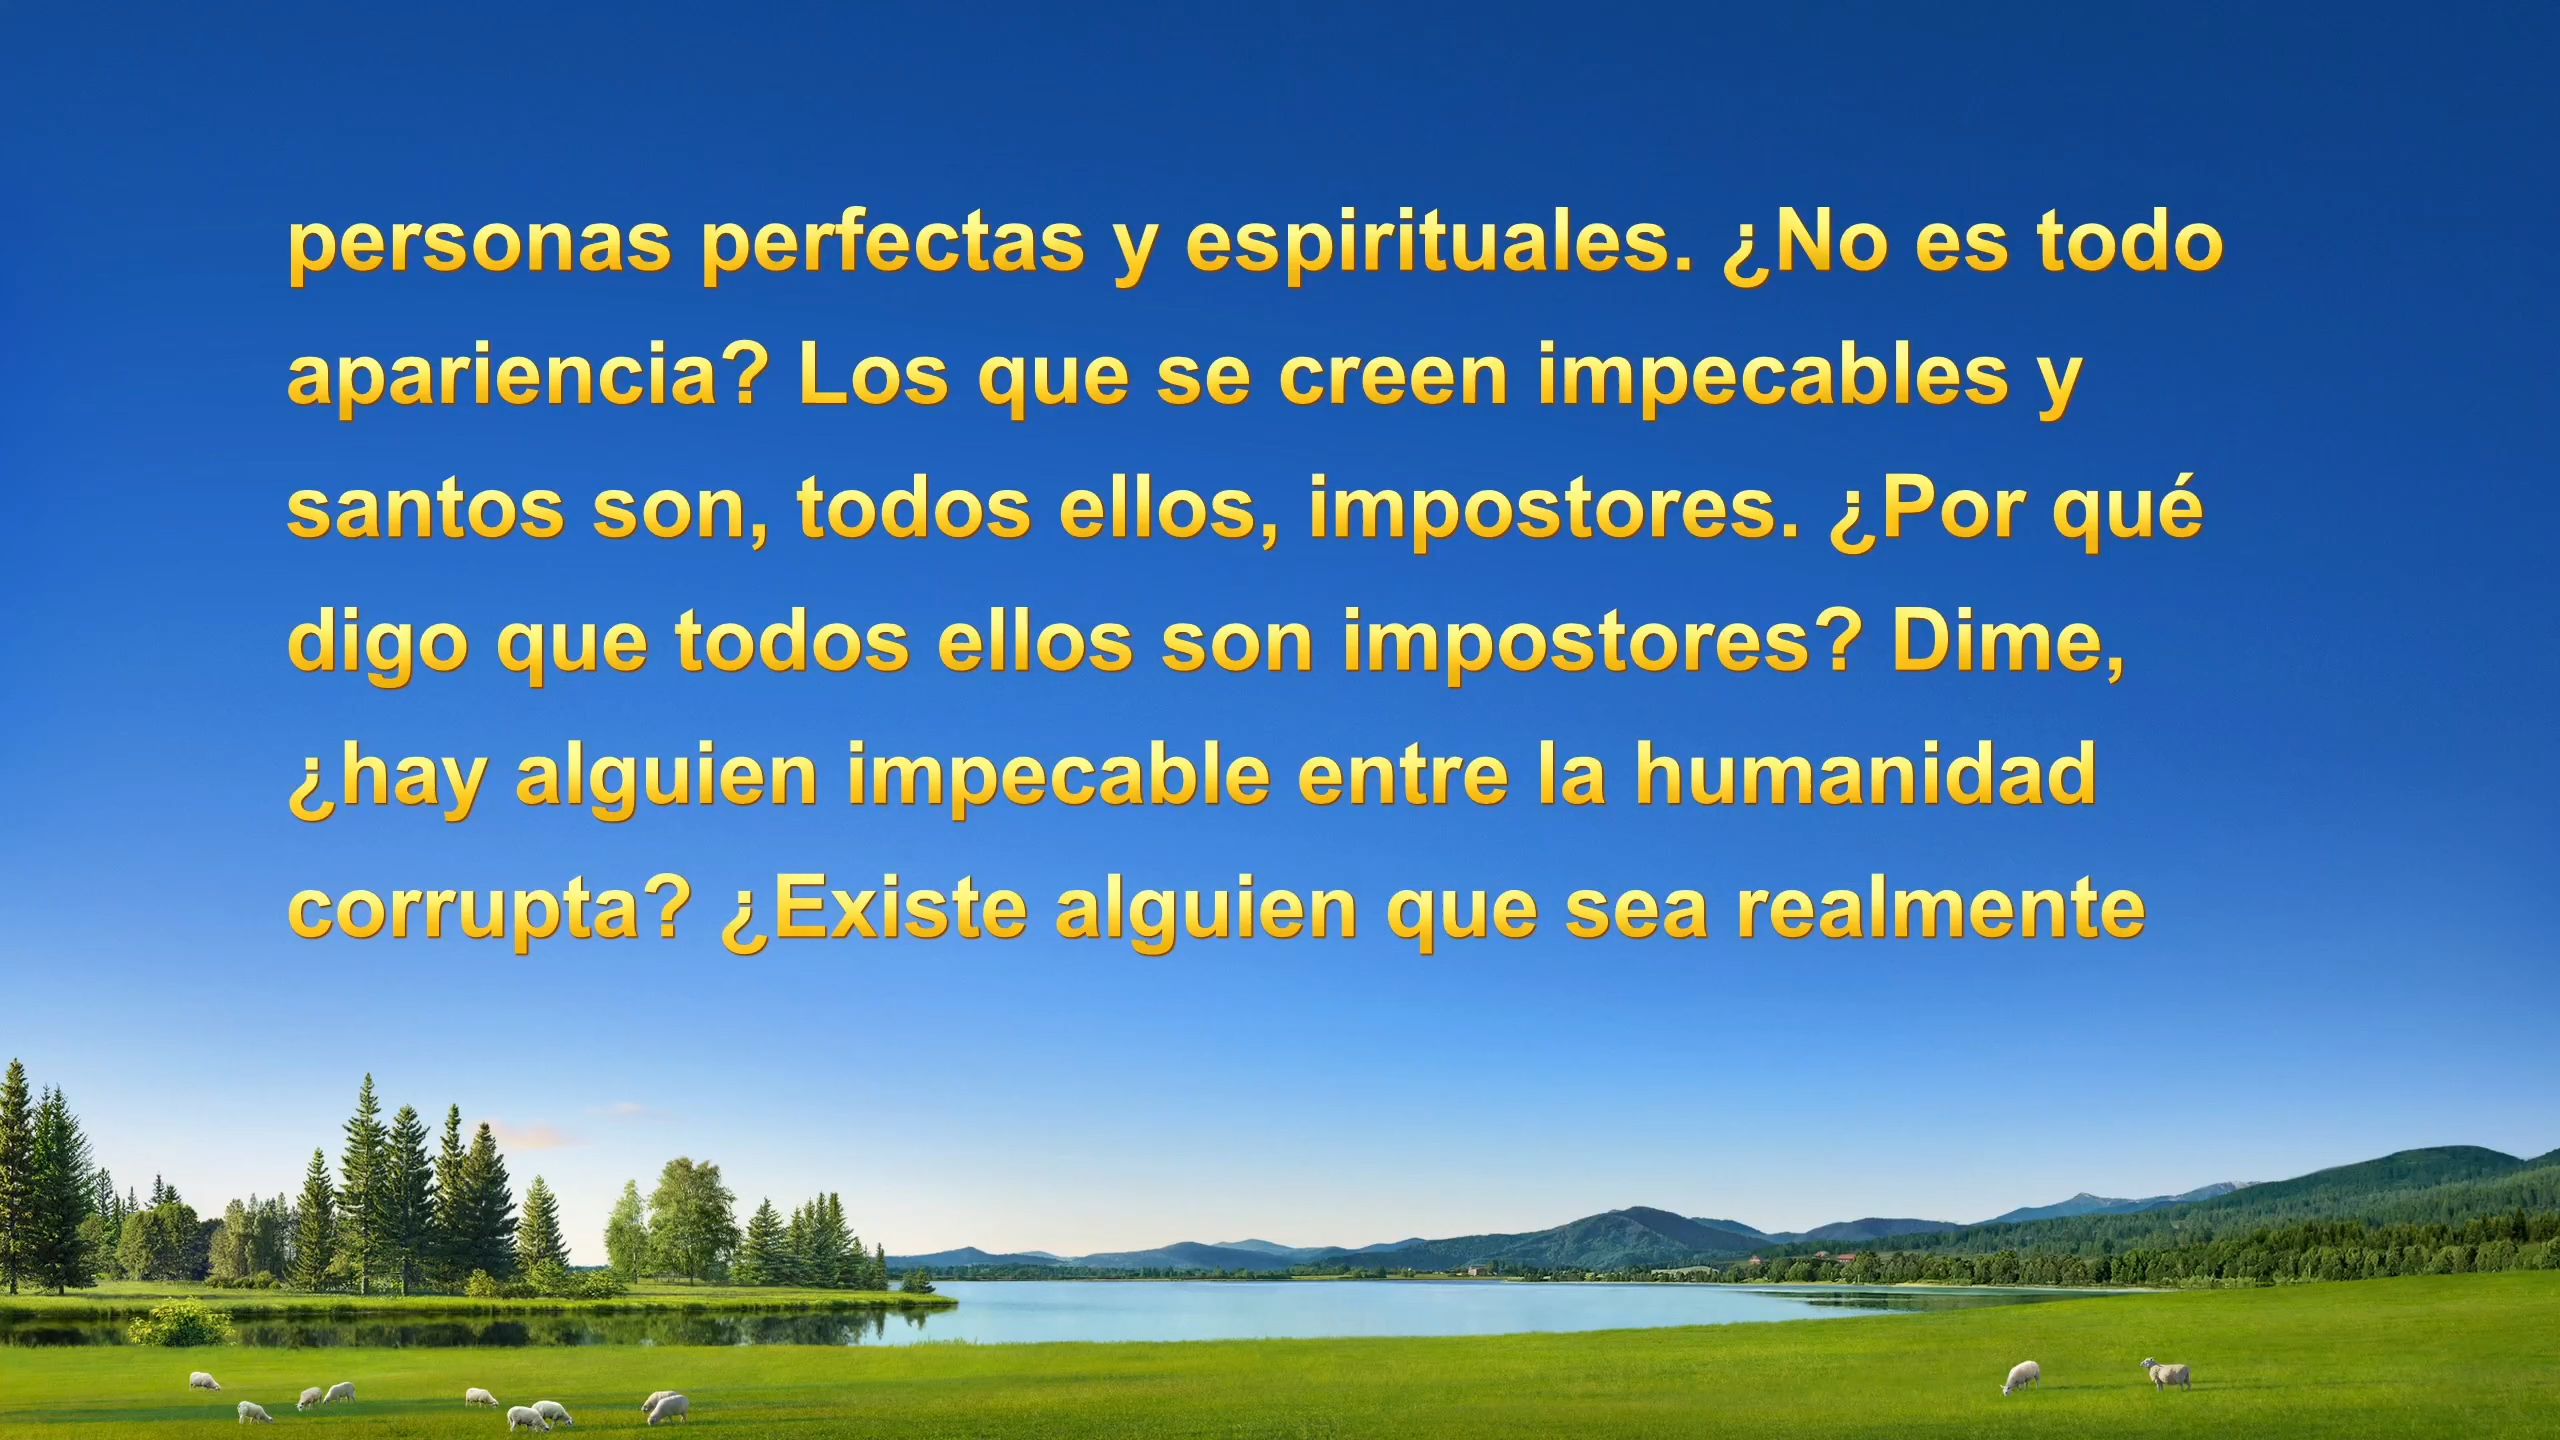 personas perfectas y espirituales. ¿No es todo
apariencia? Los que se creen impecables y
santos son, todos ellos, impostores. ¿Por qué
digo que todos ellos son impostores? Dime,
¿hay alguien impecable entre la humanidad
corrupta? ¿Existe alguien que sea realmente